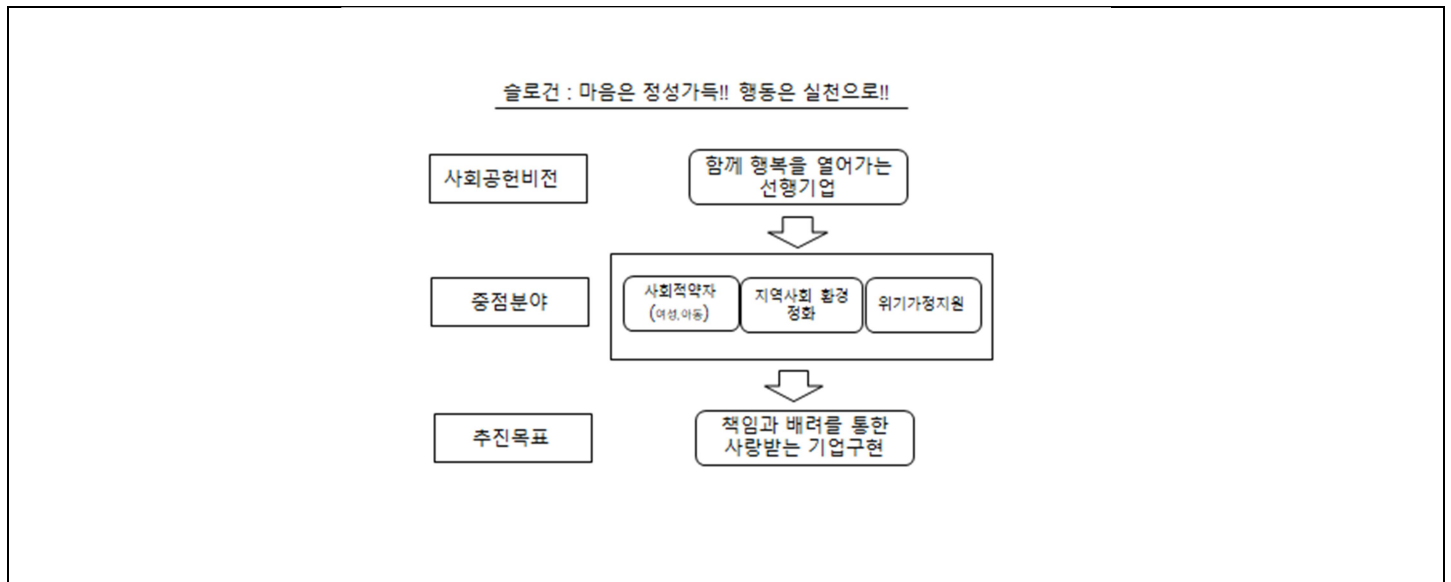 슬로건 : 마음은 정성가득!! 행동은 실천으로!!
사회공헌비전
함께 행복을 열어가는
선행기업
중점분야
사회적약자
(여성,아동)
지역사회 환경
정화
위기가정지원
추진목표
책임과 배려를 통한
사랑받는 기업구현